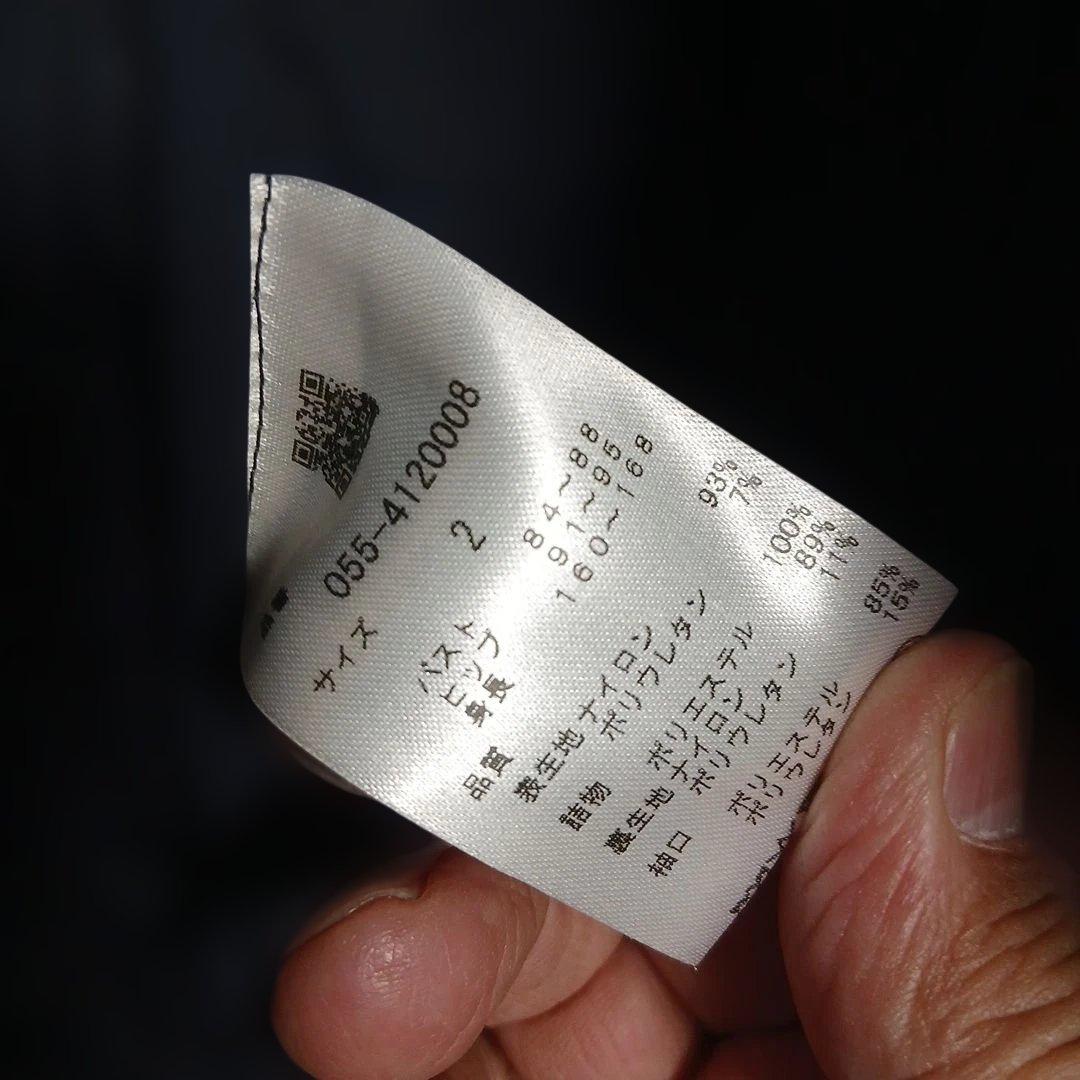 055-4120008
サイズ 2
バスト 84~88
ヒップ 91~95
身長 160~168
品質
表生地 ナイロン 93%
ポリウレタン 7%
詰物 ポリエステル 100%
裏生地 ナイロン 89%
ポリウレタン 11%
袖口 ポリエステル 85%
ポリウレタン 15%